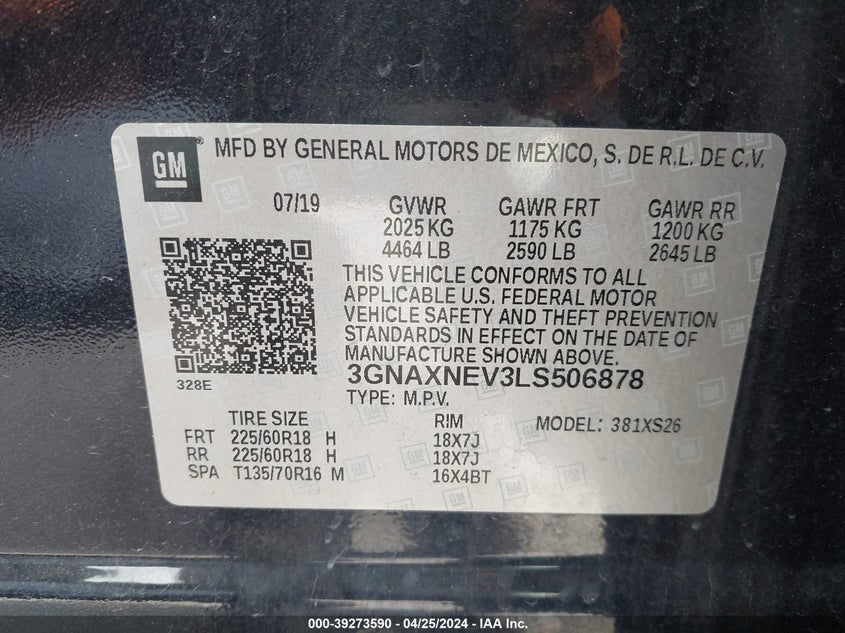 GM
MFD BY GENERAL MOTORS DE MEXICO, S. DE R.L. DE C.V.
07/19 GVWR GAWR FRT GAWR RR
2025 KG 1175 KG 1200 KG
4464 LB 2590 LB 2645 LB
THIS VEHICLE CONFORMS TO ALL
APPLICABLE U.S. FEDERAL MOTOR
VEHICLE SAFETY AND THEFT PREVENTION
STANDARDS IN EFFECT ON THE DATE OF
MANUFACTURE SHOWN ABOVE.
328E
3GNAXNEV3LS506878
TYPE: M.P.V.
TIRE SIZE RIM MODEL: 381XS26
FRT 225/60R18 H 18X7J
RR 225/60R18 H 18X7J
SPA T135/70R16 M 16X4BT
000-39273590 - 04/25/2024 - IAA Inc.